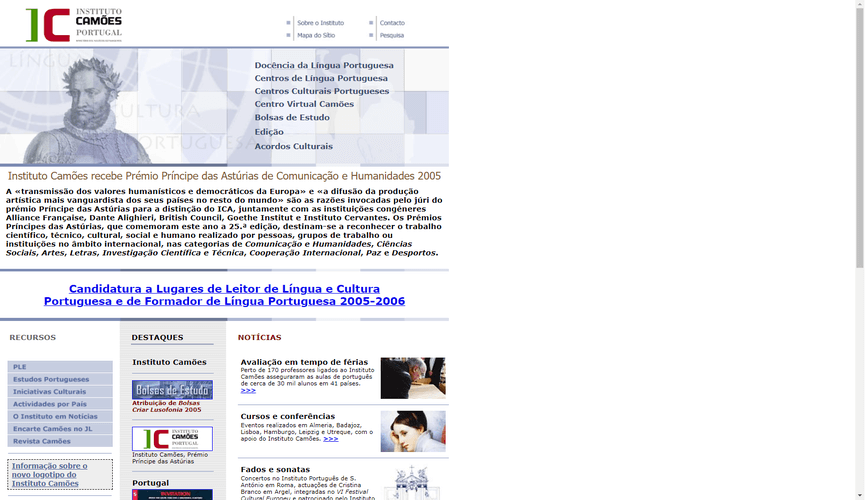 INSTITUTO
CAMÕES
PORTUGAL
Sobre o Instituto
Contacto
Mapa do Sítio
Pesquisa
LÍNGUA
CULTURA
PORTUGUESA
Docência da Língua Portuguesa
Centros de Língua Portuguesa
Centros Culturais Portugueses
Centro Virtual Camões
Bolsas de Estudo
Edição
Acordos Culturais
Instituto Camões recebe Prémio Príncipe das Astúrias de Comunicação e Humanidades 2005
A «transmissão dos valores humanísticos e democráticos da Europa» e «a difusão da produção
artística mais vanguardista dos seus países no resto do mundo» são as razões invocadas pelo júri do
prémio Príncipe das Astúrias para a distinção do ICA, juntamente com as instituições congéneres
Alliance Française, Dante Alighieri, British Council, Goethe Institut e Instituto Cervantes. Os Prémios
Príncipes das Astúrias, que comemoram este ano a 25.ª edição, destinam-se a reconhecer o trabalho
científico, técnico, cultural, social e humano realizado por pessoas, grupos de trabalho ou
instituições no âmbito internacional, nas categorias de Comunicação e Humanidades, Ciências
Sociais, Artes, Letras, Investigação Científica e Técnica, Cooperação Internacional, Paz e Desportos.
Candidatura a Lugares de Leitor de Língua e Cultura
Portuguesa e de Formador de Língua Portuguesa 2005-2006
RECURSOS
PLE
Estudos Portugueses
Iniciativas Culturais
Actividades por País
O Instituto em Notícias
Encarte Camões no JL
Revista Camões
Informação sobre o
novo logotipo do
Instituto Camões
DESTAQUES
Instituto Camões
Bolsas de Estudo
Atribuição de Bolsas
Criar Lusofonia 2005
INSTITUTO
CAMÕES
PORTUGAL
Instituto Camões, Prémio
Príncipe das Astúrias
Portugal
INVITATION
NOTÍCIAS
Avaliação em tempo de férias
Perto de 170 professores ligados ao Instituto
Camões asseguraram as aulas de português
de cerca de 30 mil alunos em 41 países.
>>>
Cursos e conferências
Eventos realizados em Almeria, Badajoz,
Lisboa, Hamburgo, Leipzig e Utreque, com o
apoio do Instituto Camões. >>>
Fados e sonatas
Concertos no Instituto Português de S.
António em Roma, actuações de Cristina
Branco em Argel, integradas no VI Festival
Cultural Europeu e patrocinado pelo Instituto